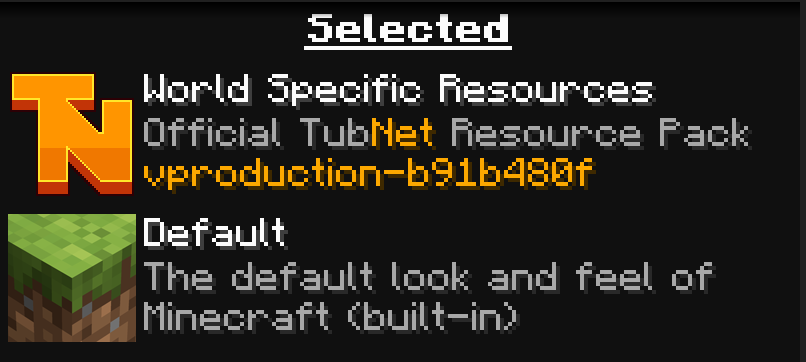 Selected
World Specific Resources
Official TubNet Resource Pack
vproduction-b91b480f
Default
The default look and feel of
Minecraft (built-in)